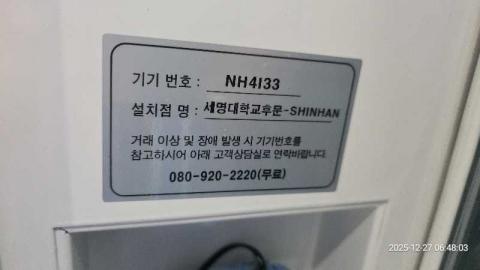 기기 번호 : NH4133
설치점 명 : 세명대학교후문-SHINHAN
거래 이상 및 장애 발생 시 기기번호를
참고하시어 아래 고객상담실로 연락바랍니다.
080-920-2220(무료)
2025-12-27 06:48:03